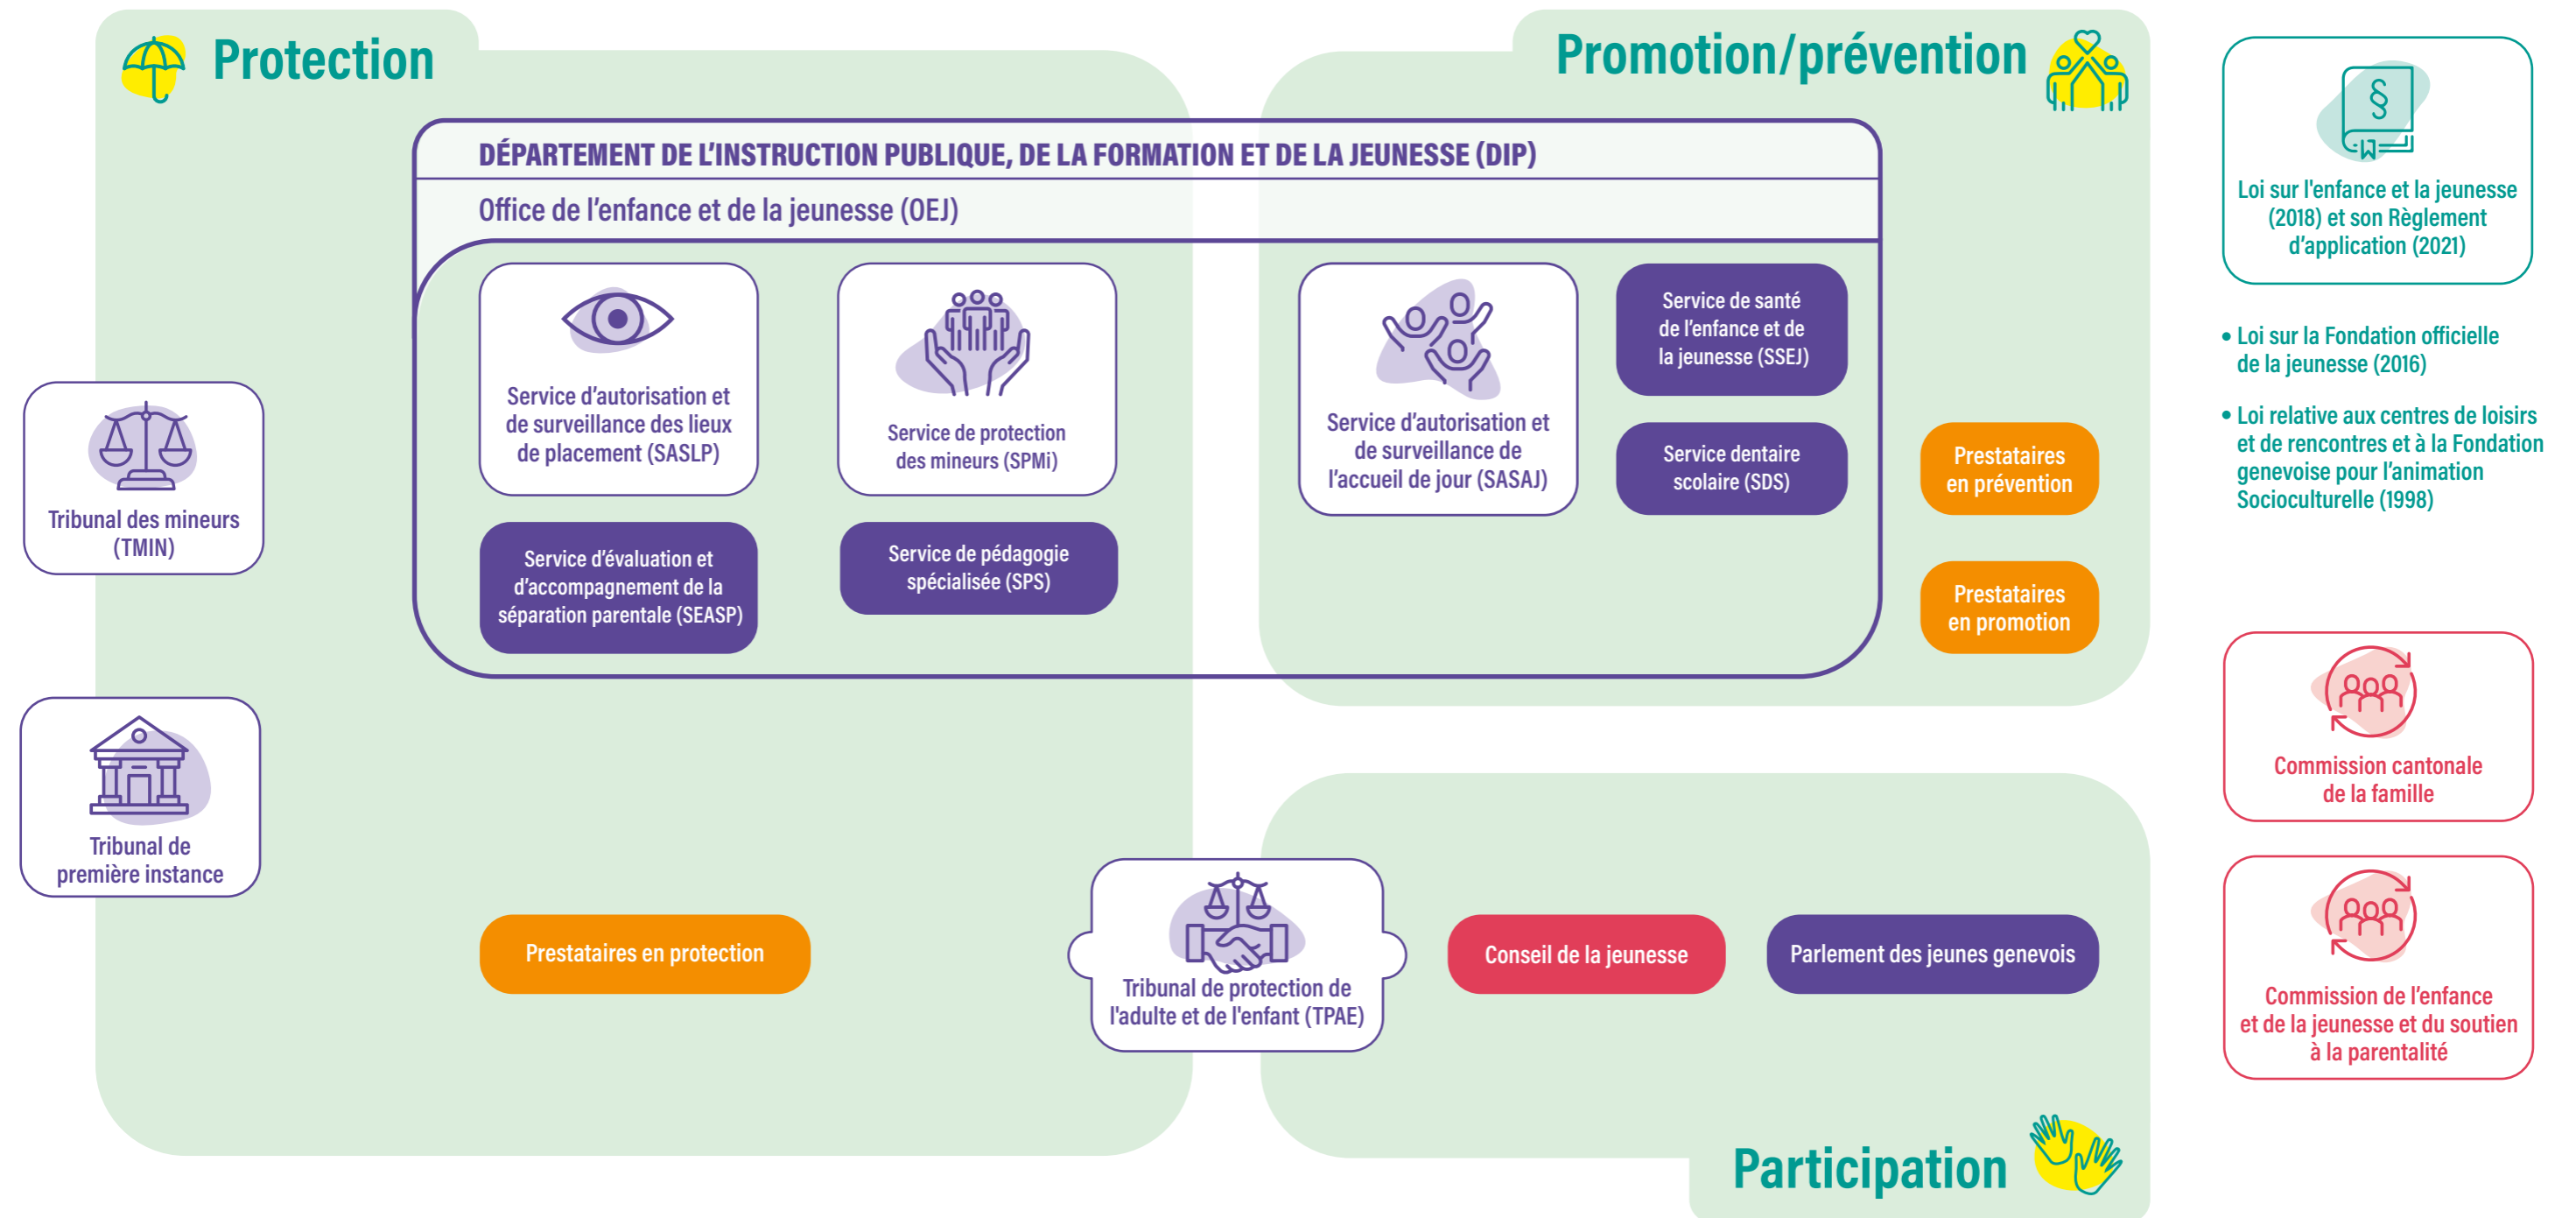 Protection
Promotion/prévention
DÉPARTEMENT DE L'INSTRUCTION PUBLIQUE, DE LA FORMATION ET DE LA JEUNESSE (DIP)
Office de l'enfance et de la jeunesse (OEJ)
Service d'autorisation et
de surveillance des lieux
de placement (SASLP)
Service de protection
des mineurs (SPMi)
Service d'évaluation et
d'accompagnement de la
séparation parentale (SEASP)
Service de pédagogie
spécialisée (SPS)
Service d'autorisation et
de surveillance de
l'accueil de jour (SASAJ)
Service de santé
de l'enfance et de
la jeunesse (SSEJ)
Service dentaire
scolaire (SDS)
Prestataires
en prévention
Prestataires
en promotion
Tribunal des mineurs
(TMIN)
Tribunal de
première instance
Prestataires en protection
Tribunal de protection de
l'adulte et de l'enfant (TPAE)
Conseil de la jeunesse
Parlement des jeunes genevois
Participation
§
Loi sur l'enfance et la jeunesse
(2018) et son Règlement
d'application (2021)
• Loi sur la Fondation officielle
de la jeunesse (2016)
• Loi relative aux centres de loisirs
et de rencontres et à la Fondation
genevoise pour l'animation
Socioculturelle (1998)
Commission cantonale
de la famille
Commission de l'enfance
et de la jeunesse et du soutien
à la parentalité